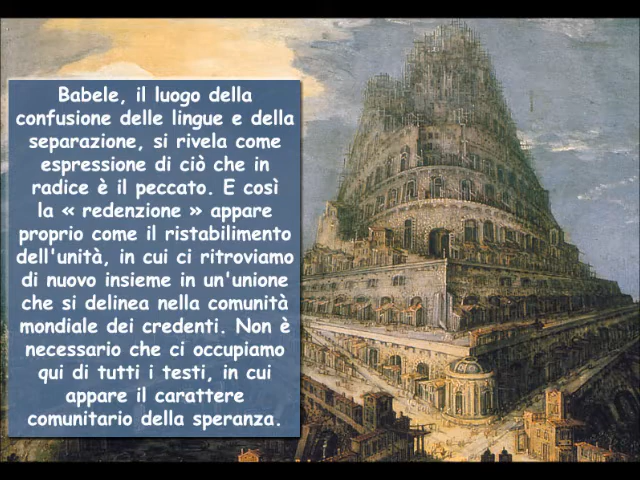 Babele, il luogo della
confusione delle lingue e della
separazione, si rivela come
espressione di ciò che in
radice è il peccato. E così
la « redenzione » appare
proprio come il ristabilimento
dell'unità, in cui ci ritroviamo
di nuovo insieme in un'unione
che si delinea nella comunità
mondiale dei credenti. Non è
necessario che ci occupiamo
qui di tutti i testi, in cui
appare il carattere
comunitario della speranza.